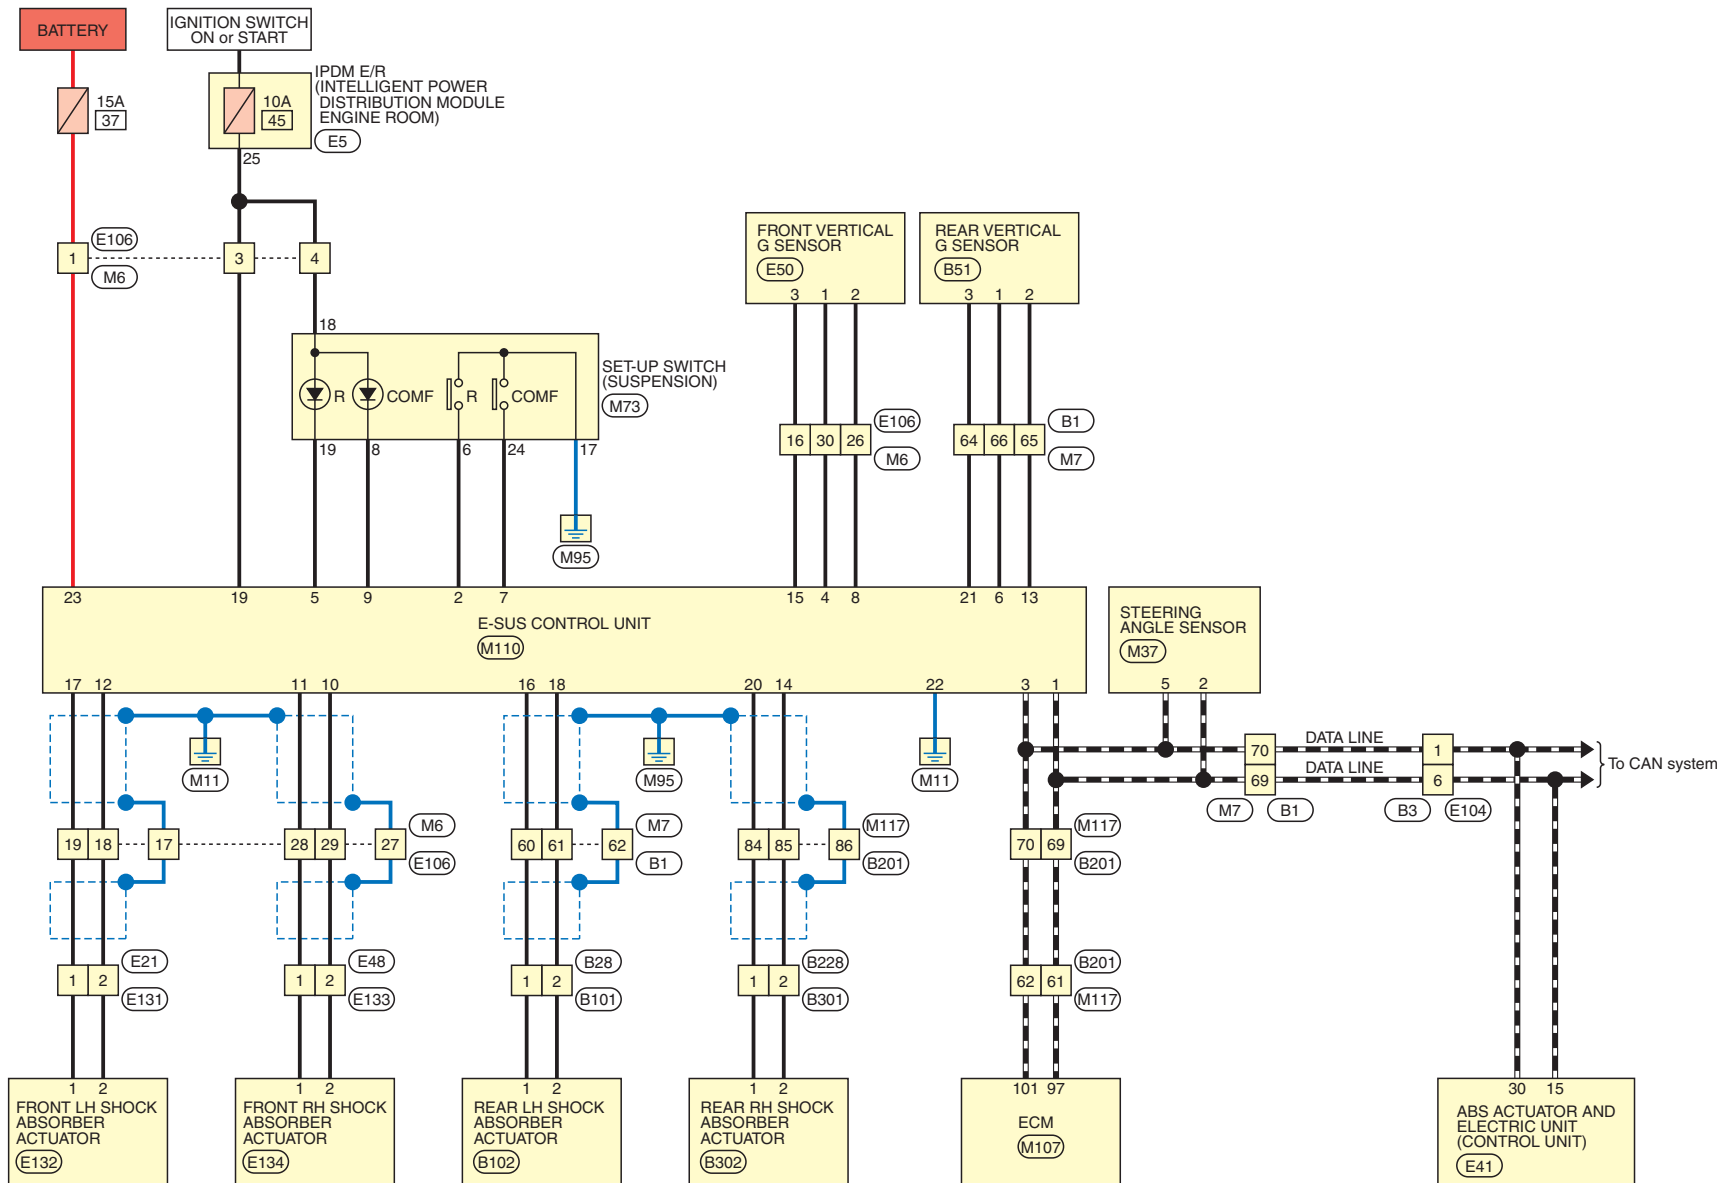 BATTERY
IGNITION SWITCH
ON or START
15A
37
10A
45
IPDM E/R
(INTELLIGENT POWER
DISTRIBUTION MODULE
ENGINE ROOM)
E5
25
1
E106
M6
3
4
18
R
COMF
R
COMF
SET-UP SWITCH
(SUSPENSION)
M73
19
8
6
24
17
M95
FRONT VERTICAL
G SENSOR
E50
3 1 2
REAR VERTICAL
G SENSOR
B51
3 1 2
16 30 26
E106
M6
64 66 65
B1
M7
23 19 5 9 2 7 15 4 8 21 6 13
E-SUS CONTROL UNIT
M110
17 12 11 10 16 18 20 14 22 3 1
STEERING
ANGLE SENSOR
M37
5 2
M11
M95
M11
DATA LINE
DATA LINE
70
69
M7
B1
1
6
B3
E104
To CAN system
19 18 17
28 29 27
M6
E106
60 61 62
M7
B1
84 85 86
M117
B201
70 69
M117
B201
1 2
E21
E131
1 2
E48
E133
1 2
B28
B101
1 2
B228
B301
62 61
B201
M117
1 2
FRONT LH SHOCK
ABSORBER
ACTUATOR
E132
1 2
FRONT RH SHOCK
ABSORBER
ACTUATOR
E134
1 2
REAR LH SHOCK
ABSORBER
ACTUATOR
B102
1 2
REAR RH SHOCK
ABSORBER
ACTUATOR
B302
101 97
ECM
M107
30 15
ABS ACTUATOR AND
ELECTRIC UNIT
(CONTROL UNIT)
E41